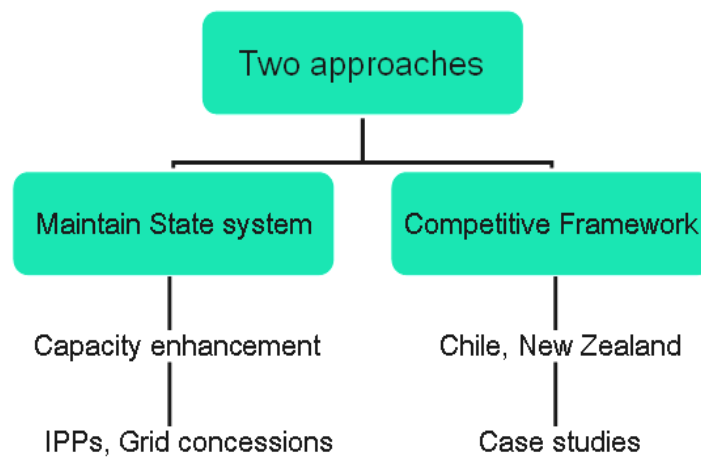 Two approaches
Maintain State system
Competitive Framework
Capacity enhancement
Chile, New Zealand
IPPs, Grid concessions
Case studies